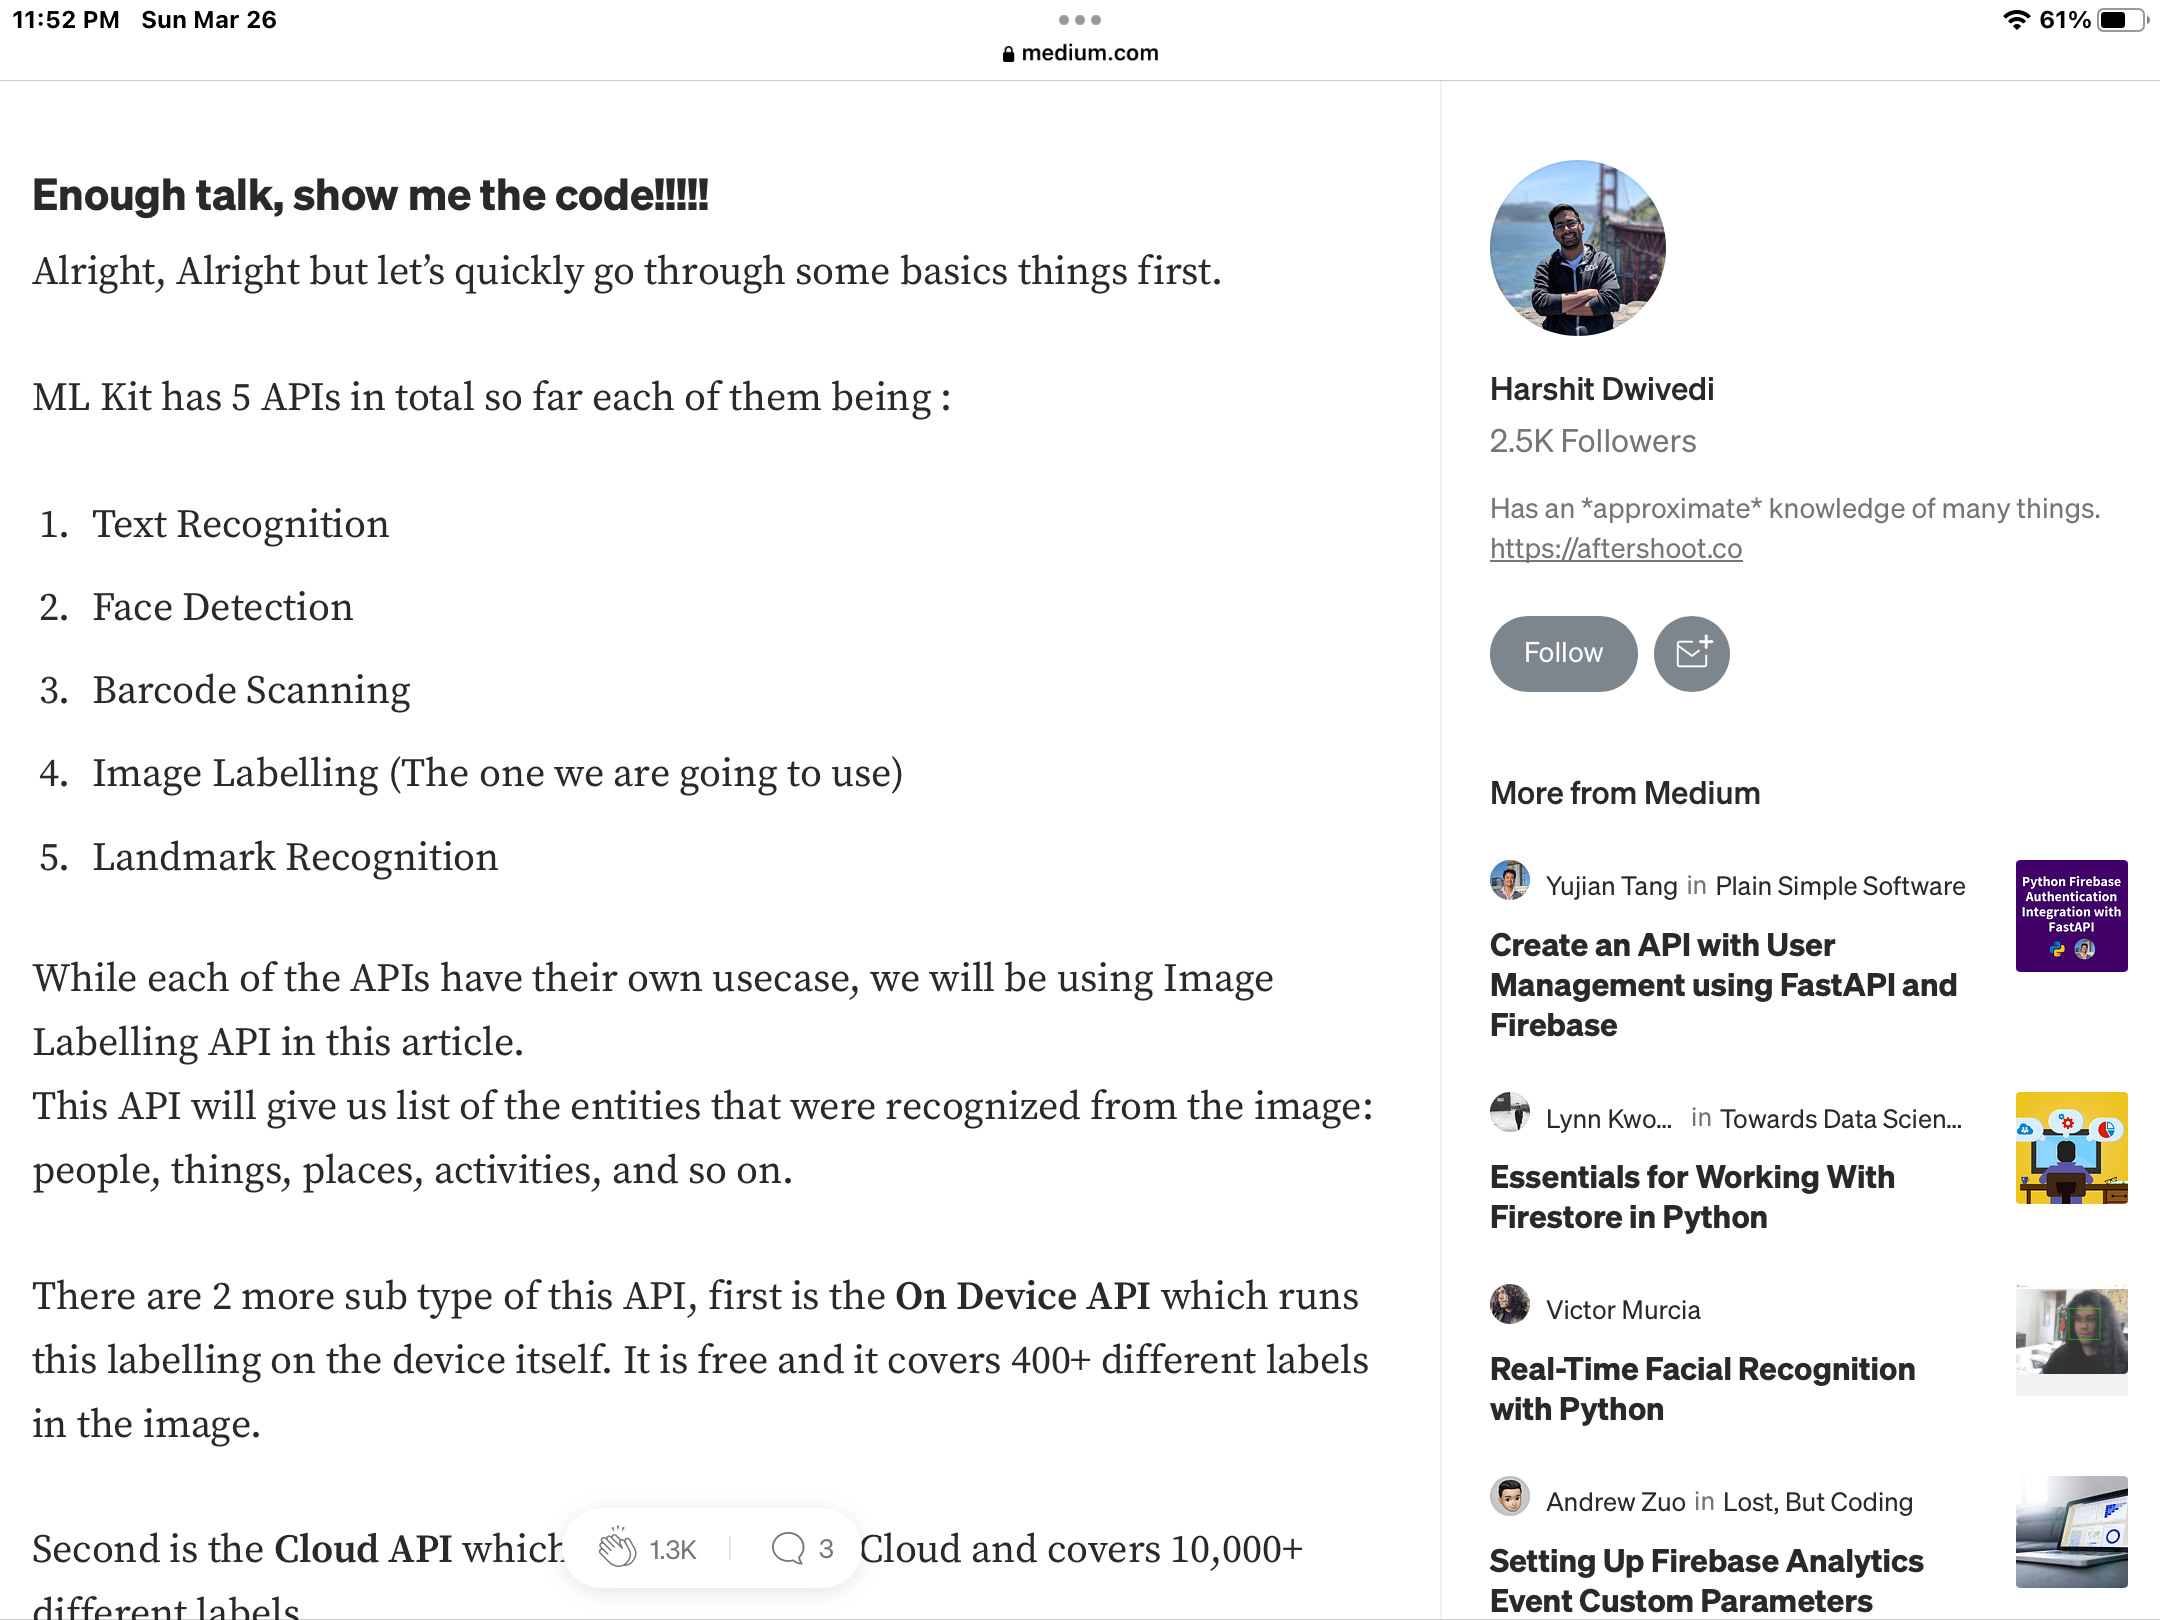 11:52 PM Sun Mar 26
61%
medium.com
Enough talk, show me the code!!!!!
Alright, Alright but let’s quickly go through some basics things first.
ML Kit has 5 APIs in total so far each of them being :
1. Text Recognition
2. Face Detection
3. Barcode Scanning
4. Image Labelling (The one we are going to use)
5. Landmark Recognition
While each of the APIs have their own usecase, we will be using Image
Labelling API in this article.
This API will give us list of the entities that were recognized from the image:
people, things, places, activities, and so on.
There are 2 more sub type of this API, first is the On Device API which runs
this labelling on the device itself. It is free and it covers 400+ different labels
in the image.
Second is the Cloud API which Cloud and covers 10,000+
different labels
1.3K
3
Harshit Dwivedi
2.5K Followers
Has an *approximate* knowledge of many things.
https://aftershoot.co
Follow
More from Medium
Yujian Tang in Plain Simple Software
Create an API with User
Management using FastAPI and
Firebase
Python Firebase
Authentication
Integration with
FastAPI
Lynn Kwo... in Towards Data Scien...
Essentials for Working With
Firestore in Python
Victor Murcia
Real-Time Facial Recognition
with Python
Andrew Zuo in Lost, But Coding
Setting Up Firebase Analytics
Event Custom Parameters